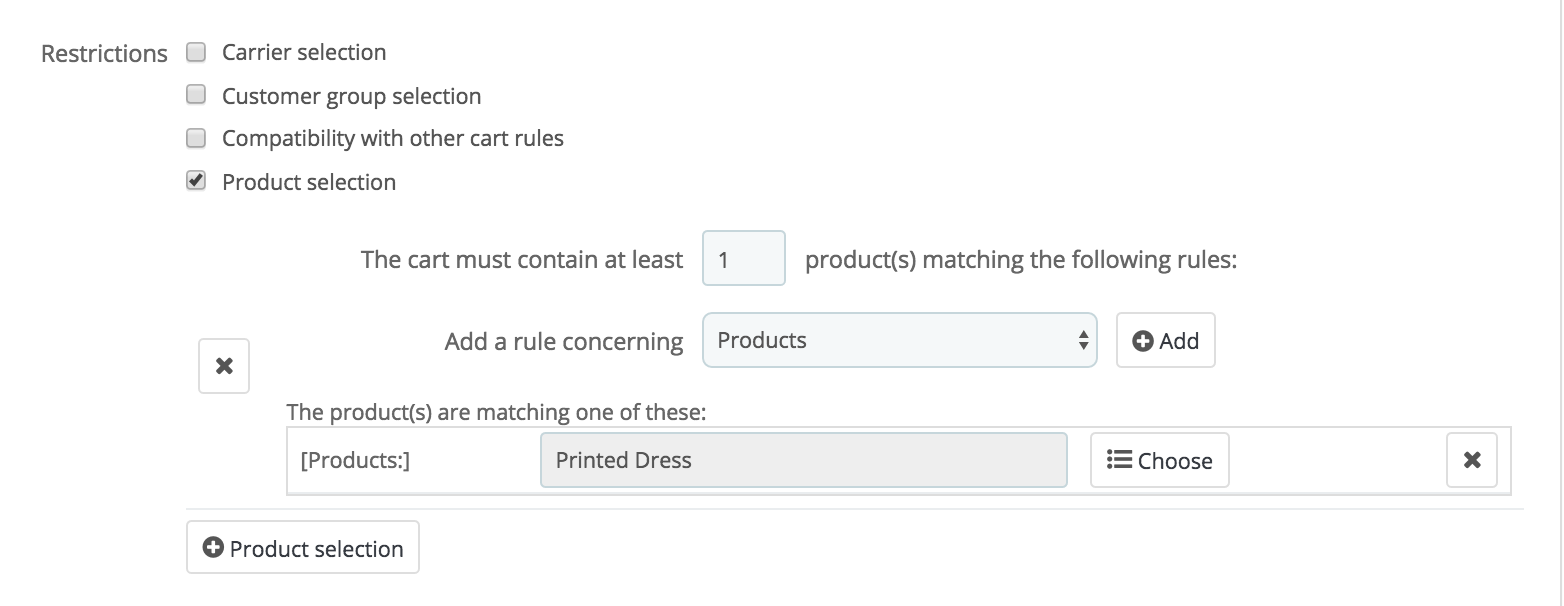 Restrictions
Carrier selection
Customer group selection
Compatibility with other cart rules
Product selection
The cart must contain at least 1 product(s) matching the following rules:
Add a rule concerning Products Add
The product(s) are matching one of these:
[Products:] Printed Dress Choose
Product selection